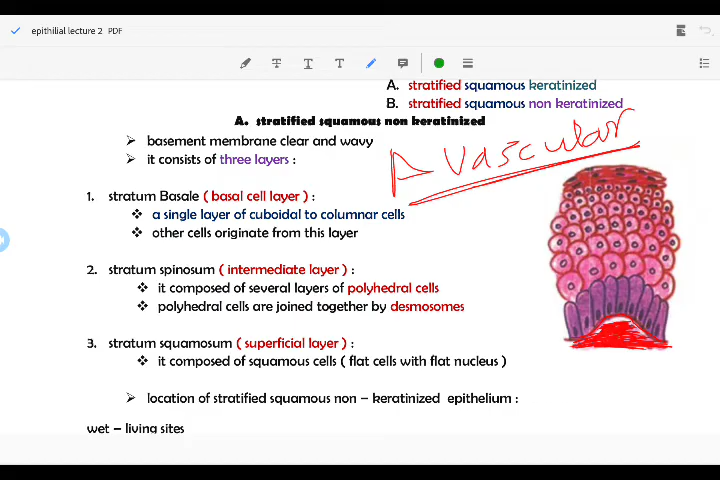 epithilial lecture 2 PDF
A. stratified squamous keratinized
B. stratified squamous non keratinized
A. stratified squamous non keratinized
➢ basement membrane clear and wavy
➢ it consists of three layers :
A vascular
1. stratum Basale ( basal cell layer ) :
❖ a single layer of cuboidal to columnar cells
❖ other cells originate from this layer
2. stratum spinosum ( intermediate layer ) :
❖ it composed of several layers of polyhedral cells
❖ polyhedral cells are joined together by desmosomes
3. stratum squamosum ( superficial layer ) :
❖ it composed of squamous cells ( flat cells with flat nucleus )
➢ location of stratified squamous non – keratinized epithelium :
wet – living sites